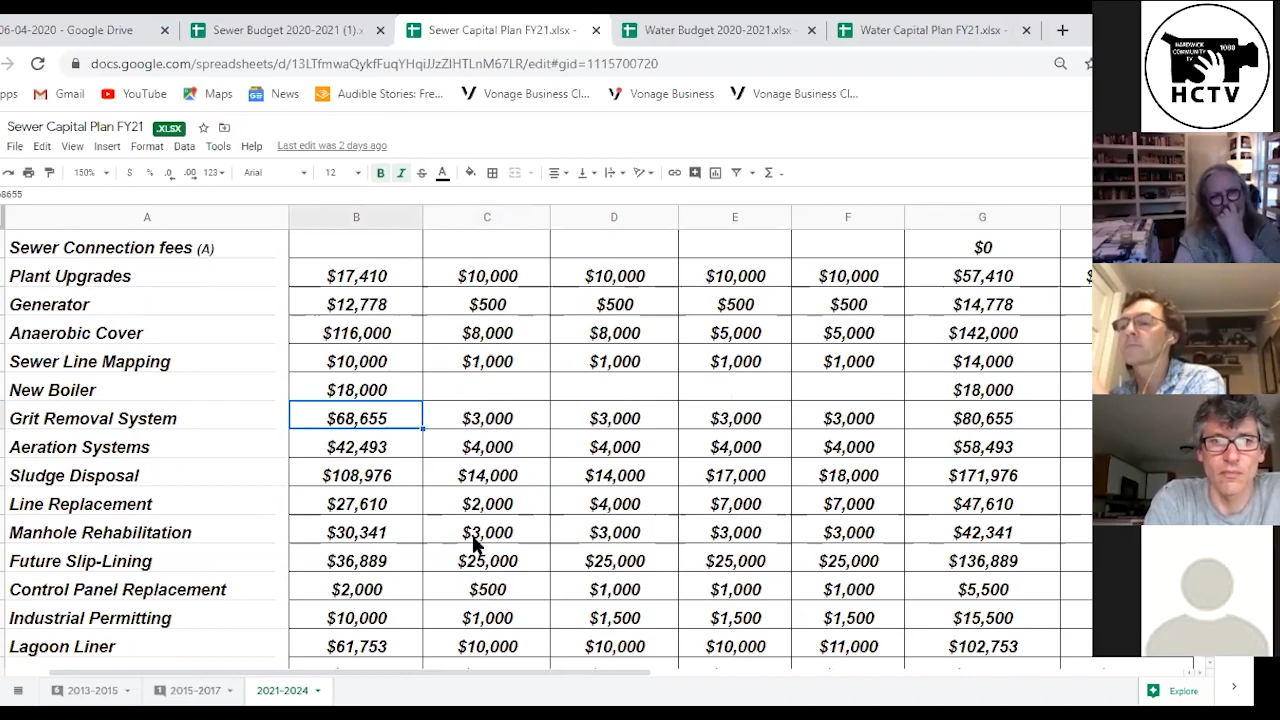 06-04-2020 - Google Drive × Sewer Budget 2020-2021 (1).x × Sewer Capital Plan FY21.xlsx - × Water Budget 2020-2021.xlsx - × Water Capital Plan FY21.xlsx - × +
docs.google.com/spreadsheets/d/13LTfmwaQykfFuqYHqiJJzZIHTLnM67LR/edit#gid=1115700720
pps Gmail YouTube Maps News Audible Stories: Fre... Vonage Business Cl... Vonage Business Vonage Business Cl...
Sewer Capital Plan FY21 .XLSX
File Edit View Insert Format Data Tools Help Last edit was 2 days ago
150% $ % .0 .00 123 Arial 12 B I S A Σ
68655
A B C D E F G
Sewer Connection fees (A) $0
Plant Upgrades $17,410 $10,000 $10,000 $10,000 $10,000 $57,410
Generator $12,778 $500 $500 $500 $500 $14,778
Anaerobic Cover $116,000 $8,000 $8,000 $5,000 $5,000 $142,000
Sewer Line Mapping $10,000 $1,000 $1,000 $1,000 $1,000 $14,000
New Boiler $18,000 $18,000
Grit Removal System $68,655 $3,000 $3,000 $3,000 $3,000 $80,655
Aeration Systems $42,493 $4,000 $4,000 $4,000 $4,000 $58,493
Sludge Disposal $108,976 $14,000 $14,000 $17,000 $18,000 $171,976
Line Replacement $27,610 $2,000 $4,000 $7,000 $7,000 $47,610
Manhole Rehabilitation $30,341 $3,000 $3,000 $3,000 $3,000 $42,341
Future Slip-Lining $36,889 $25,000 $25,000 $25,000 $25,000 $136,889
Control Panel Replacement $2,000 $500 $1,000 $1,000 $1,000 $5,500
Industrial Permitting $10,000 $1,000 $1,500 $1,500 $1,500 $15,500
Lagoon Liner $61,753 $10,000 $10,000 $10,000 $11,000 $102,753
6 2013-2015 1 2015-2017 2021-2024 Explore
HARDWICK
COMMUNITY
TV
1080
HCTV